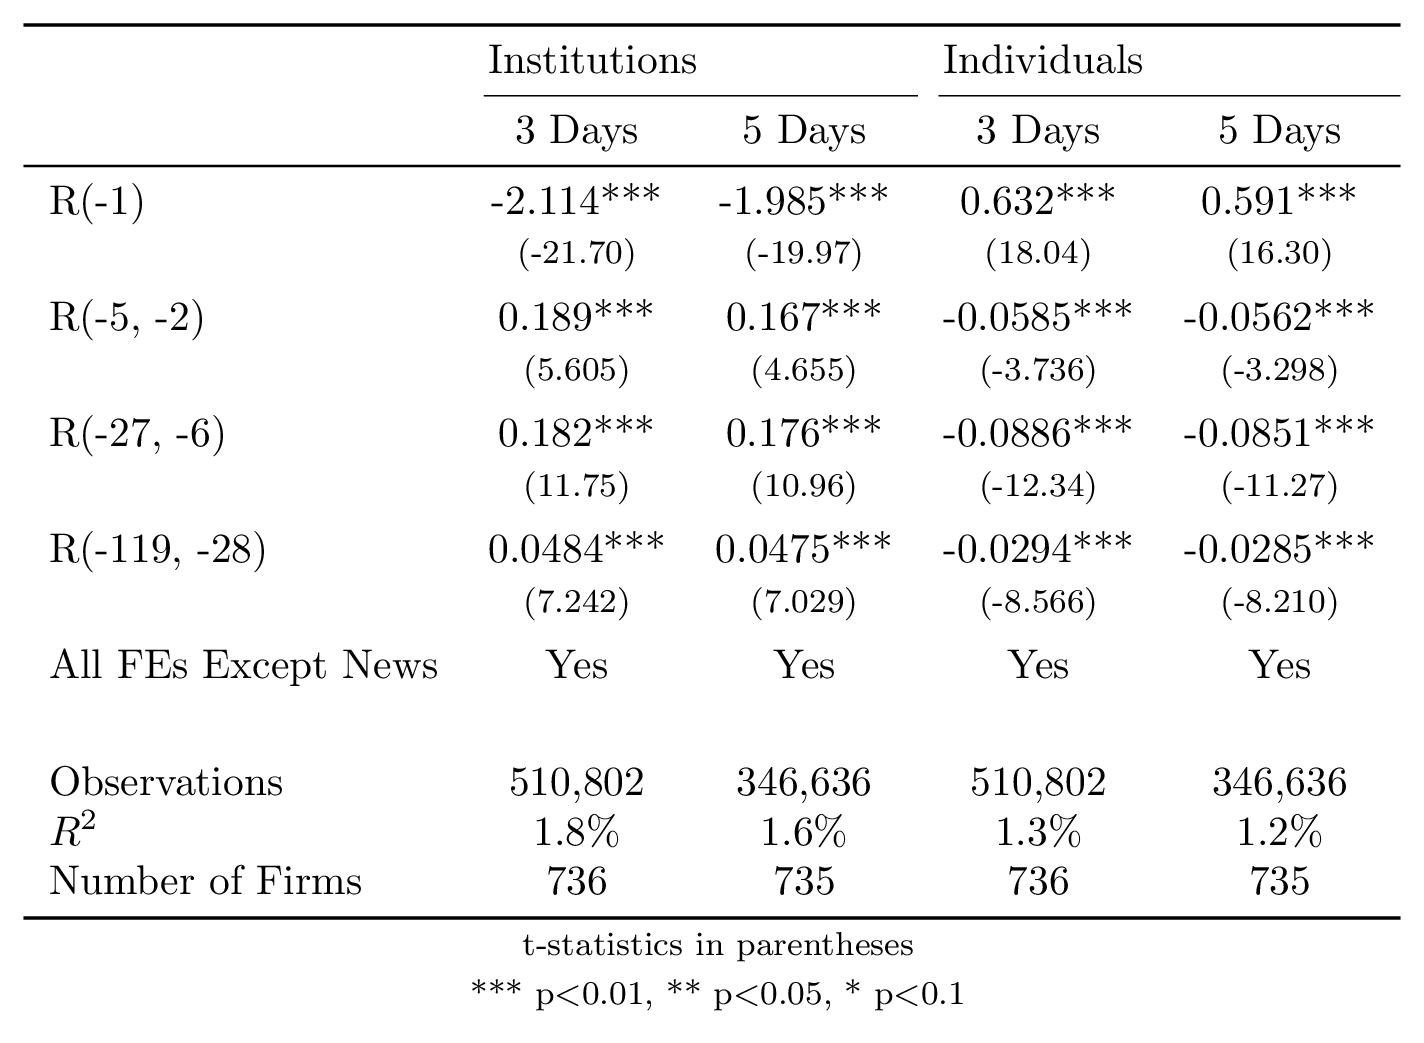 Institutions Individuals
3 Days 5 Days 3 Days 5 Days
R(-1) -2.114*** -1.985*** 0.632*** 0.591***
(-21.70) (-19.97) (18.04) (16.30)
R(-5, -2) 0.189*** 0.167*** -0.0585*** -0.0562***
(5.605) (4.655) (-3.736) (-3.298)
R(-27, -6) 0.182*** 0.176*** -0.0886*** -0.0851***
(11.75) (10.96) (-12.34) (-11.27)
R(-119, -28) 0.0484*** 0.0475*** -0.0294*** -0.0285***
(7.242) (7.029) (-8.566) (-8.210)
All FEs Except News Yes Yes Yes Yes
Observations 510,802 346,636 510,802 346,636
R² 1.8% 1.6% 1.3% 1.2%
Number of Firms 736 735 736 735
t-statistics in parentheses
*** p<0.01, ** p<0.05, * p<0.1